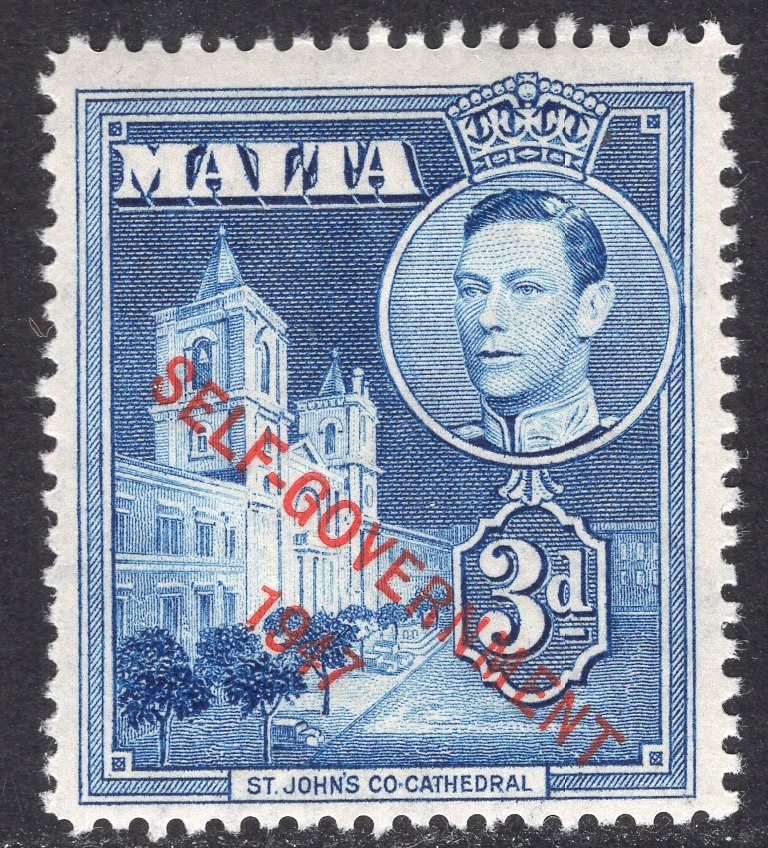 MALTA
SELF-GOVERNMENT
1947
3d
ST. JOHN'S CO-CATHEDRAL